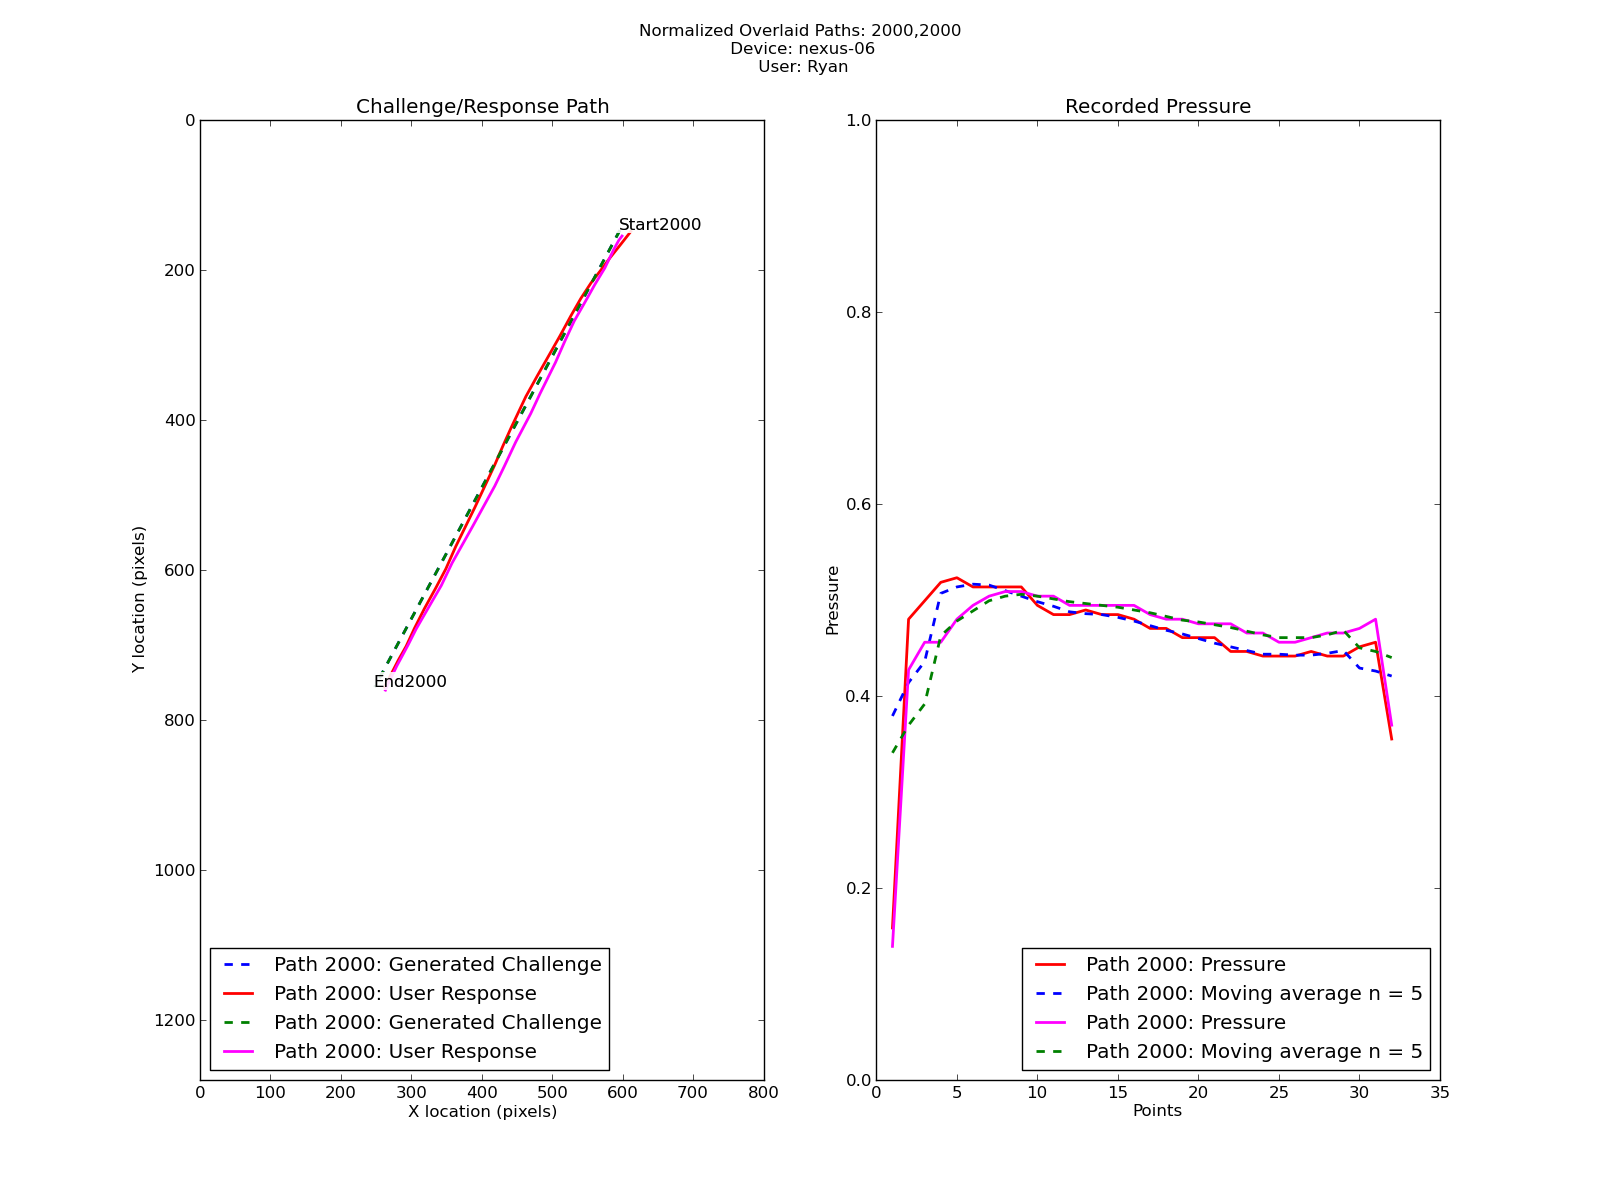 Normalized Overlaid Paths: 2000,2000
Device: nexus-06
User: Ryan
Challenge/Response Path
0
200
400
600
800
1000
1200
Y location (pixels)
Start2000
End2000
Path 2000: Generated Challenge
Path 2000: User Response
Path 2000: Generated Challenge
Path 2000: User Response
0 100 200 300 400 500 600 700 800
X location (pixels)
Recorded Pressure
1.0
0.8
0.6
0.4
0.2
0.0
Pressure
Path 2000: Pressure
Path 2000: Moving average n = 5
Path 2000: Pressure
Path 2000: Moving average n = 5
0 5 10 15 20 25 30 35
Points